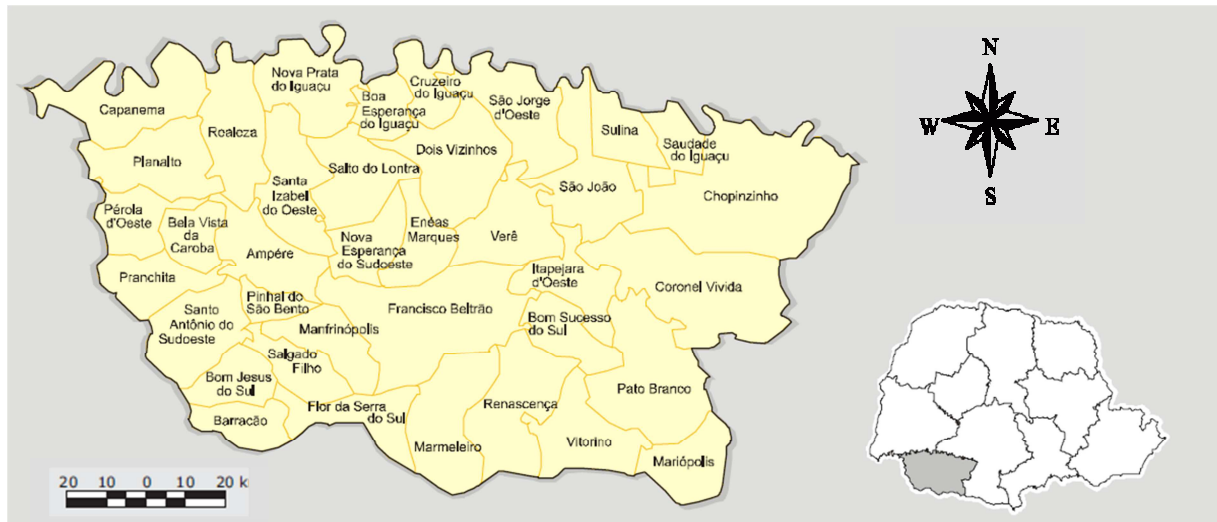 Nova Prata
do Iguaçu
Cruzeiro
do Iguaçu
Capanema
Boa
Esperança
do Iguaçu
São Jorge
d'Oeste
Realeza
Sulina
Saudade
do Iguaçu
Planalto
Salto do Lontra
Dois Vizinhos
Santa
Izabel
do Oeste
São João
Chopinzinho
Pérola
d'Oeste
Bela Vista
da
Caroba
Enéas
Marques
Verê
Ampére
Nova
Esperança
do Sudoeste
Pranchita
Itapejara
d'Oeste
Coronel Vivida
Pinhal do
São Bento
Francisco Beltrão
Santo
Antônio do
Sudoeste
Manfrinópolis
Bom Sucesso
do Sul
Salgado
Filho
Bom Jesus
do Sul
Pato Branco
Flor da Serra
do Sul
Renascença
Barracão
Marmeleiro
Vitorino
Mariópolis
N
W E
S
20 10 0 10 20 k